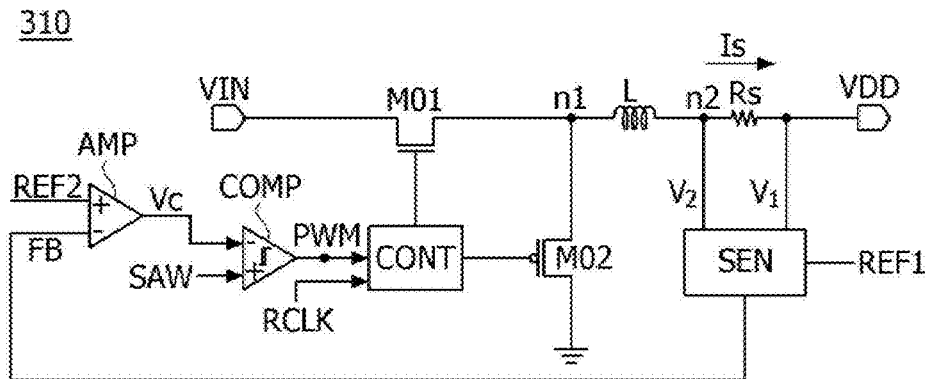 310
Is
VIN
M01
n1
L
n2
Rs
VDD
AMP
REF2
+
-
FB
Vc
COMP
-
+
SAW
PWM
RCLK
CONT
M02
V2
V1
SEN
REF1